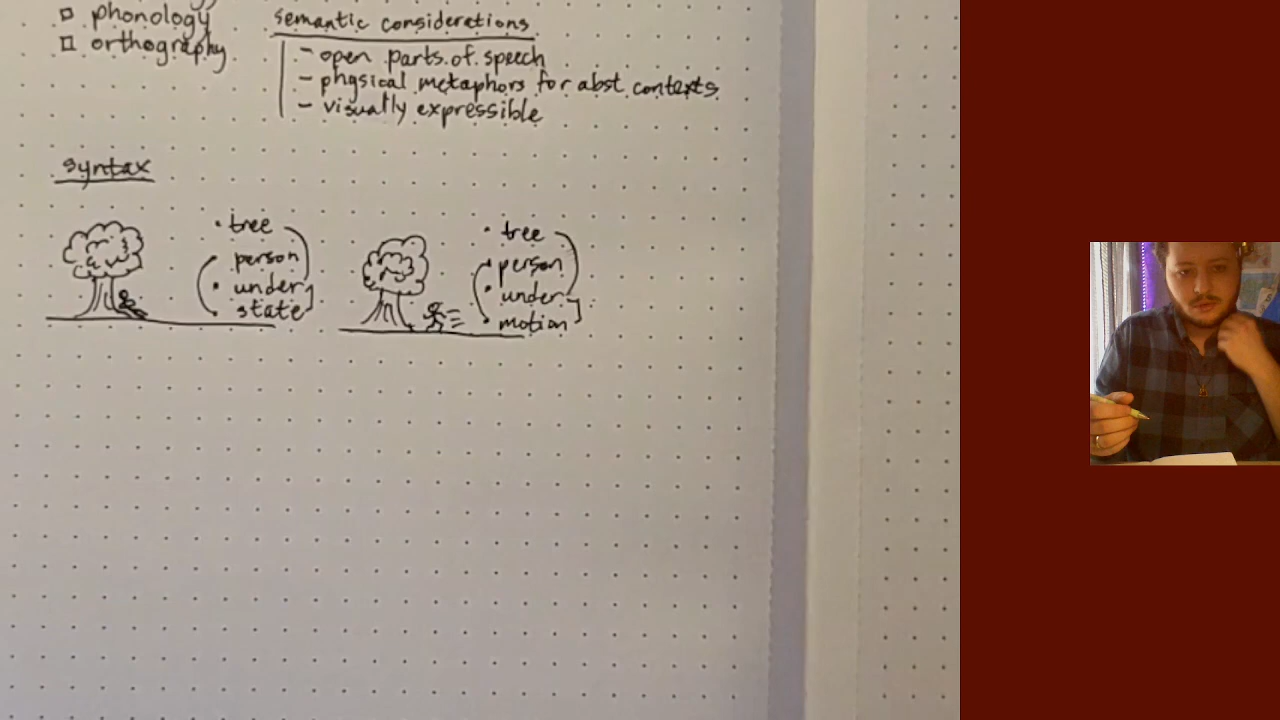 phonology
orthography
semantic considerations
- open parts of speech
- physical metaphors for abst contexts
- visually expressible
syntax
• tree
person
• under
state
• tree
• person
• under
• motion